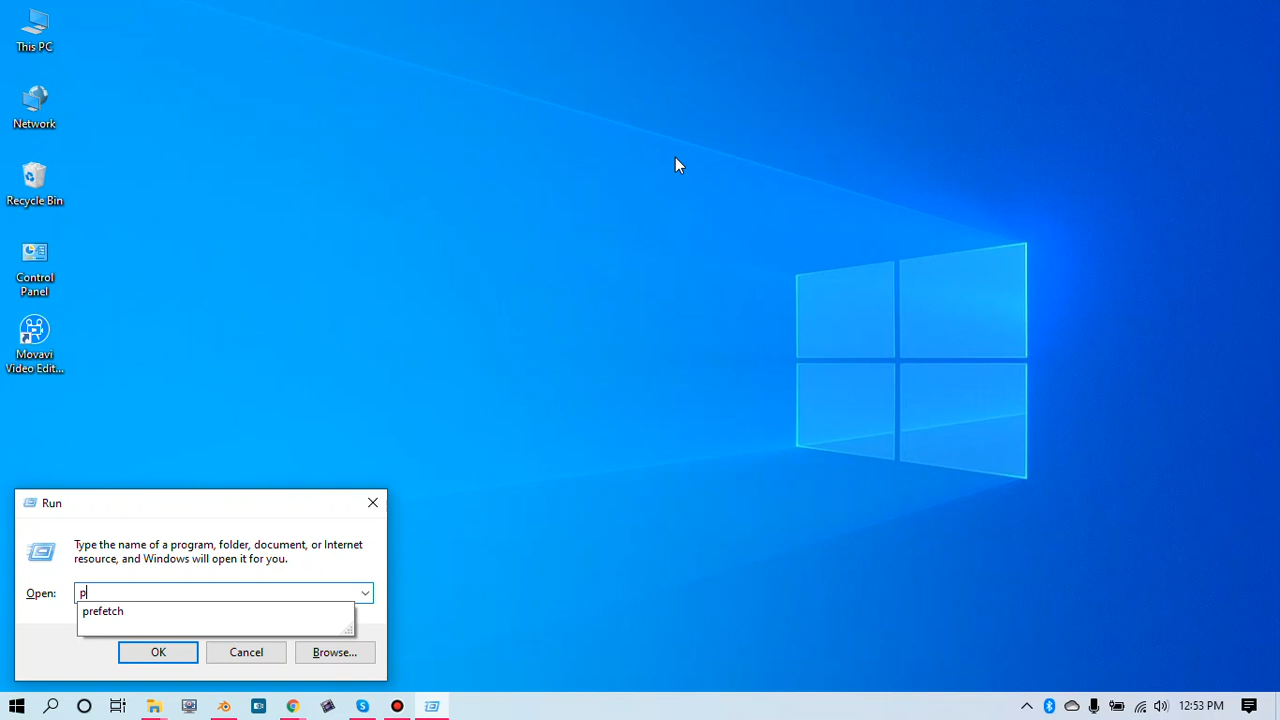 This PC
Network
Recycle Bin
Control
Panel
Movavi
Video Edit...
Run
Type the name of a program, folder, document, or Internet
resource, and Windows will open it for you.
Open: p
prefetch
OK Cancel Browse...
12:53 PM